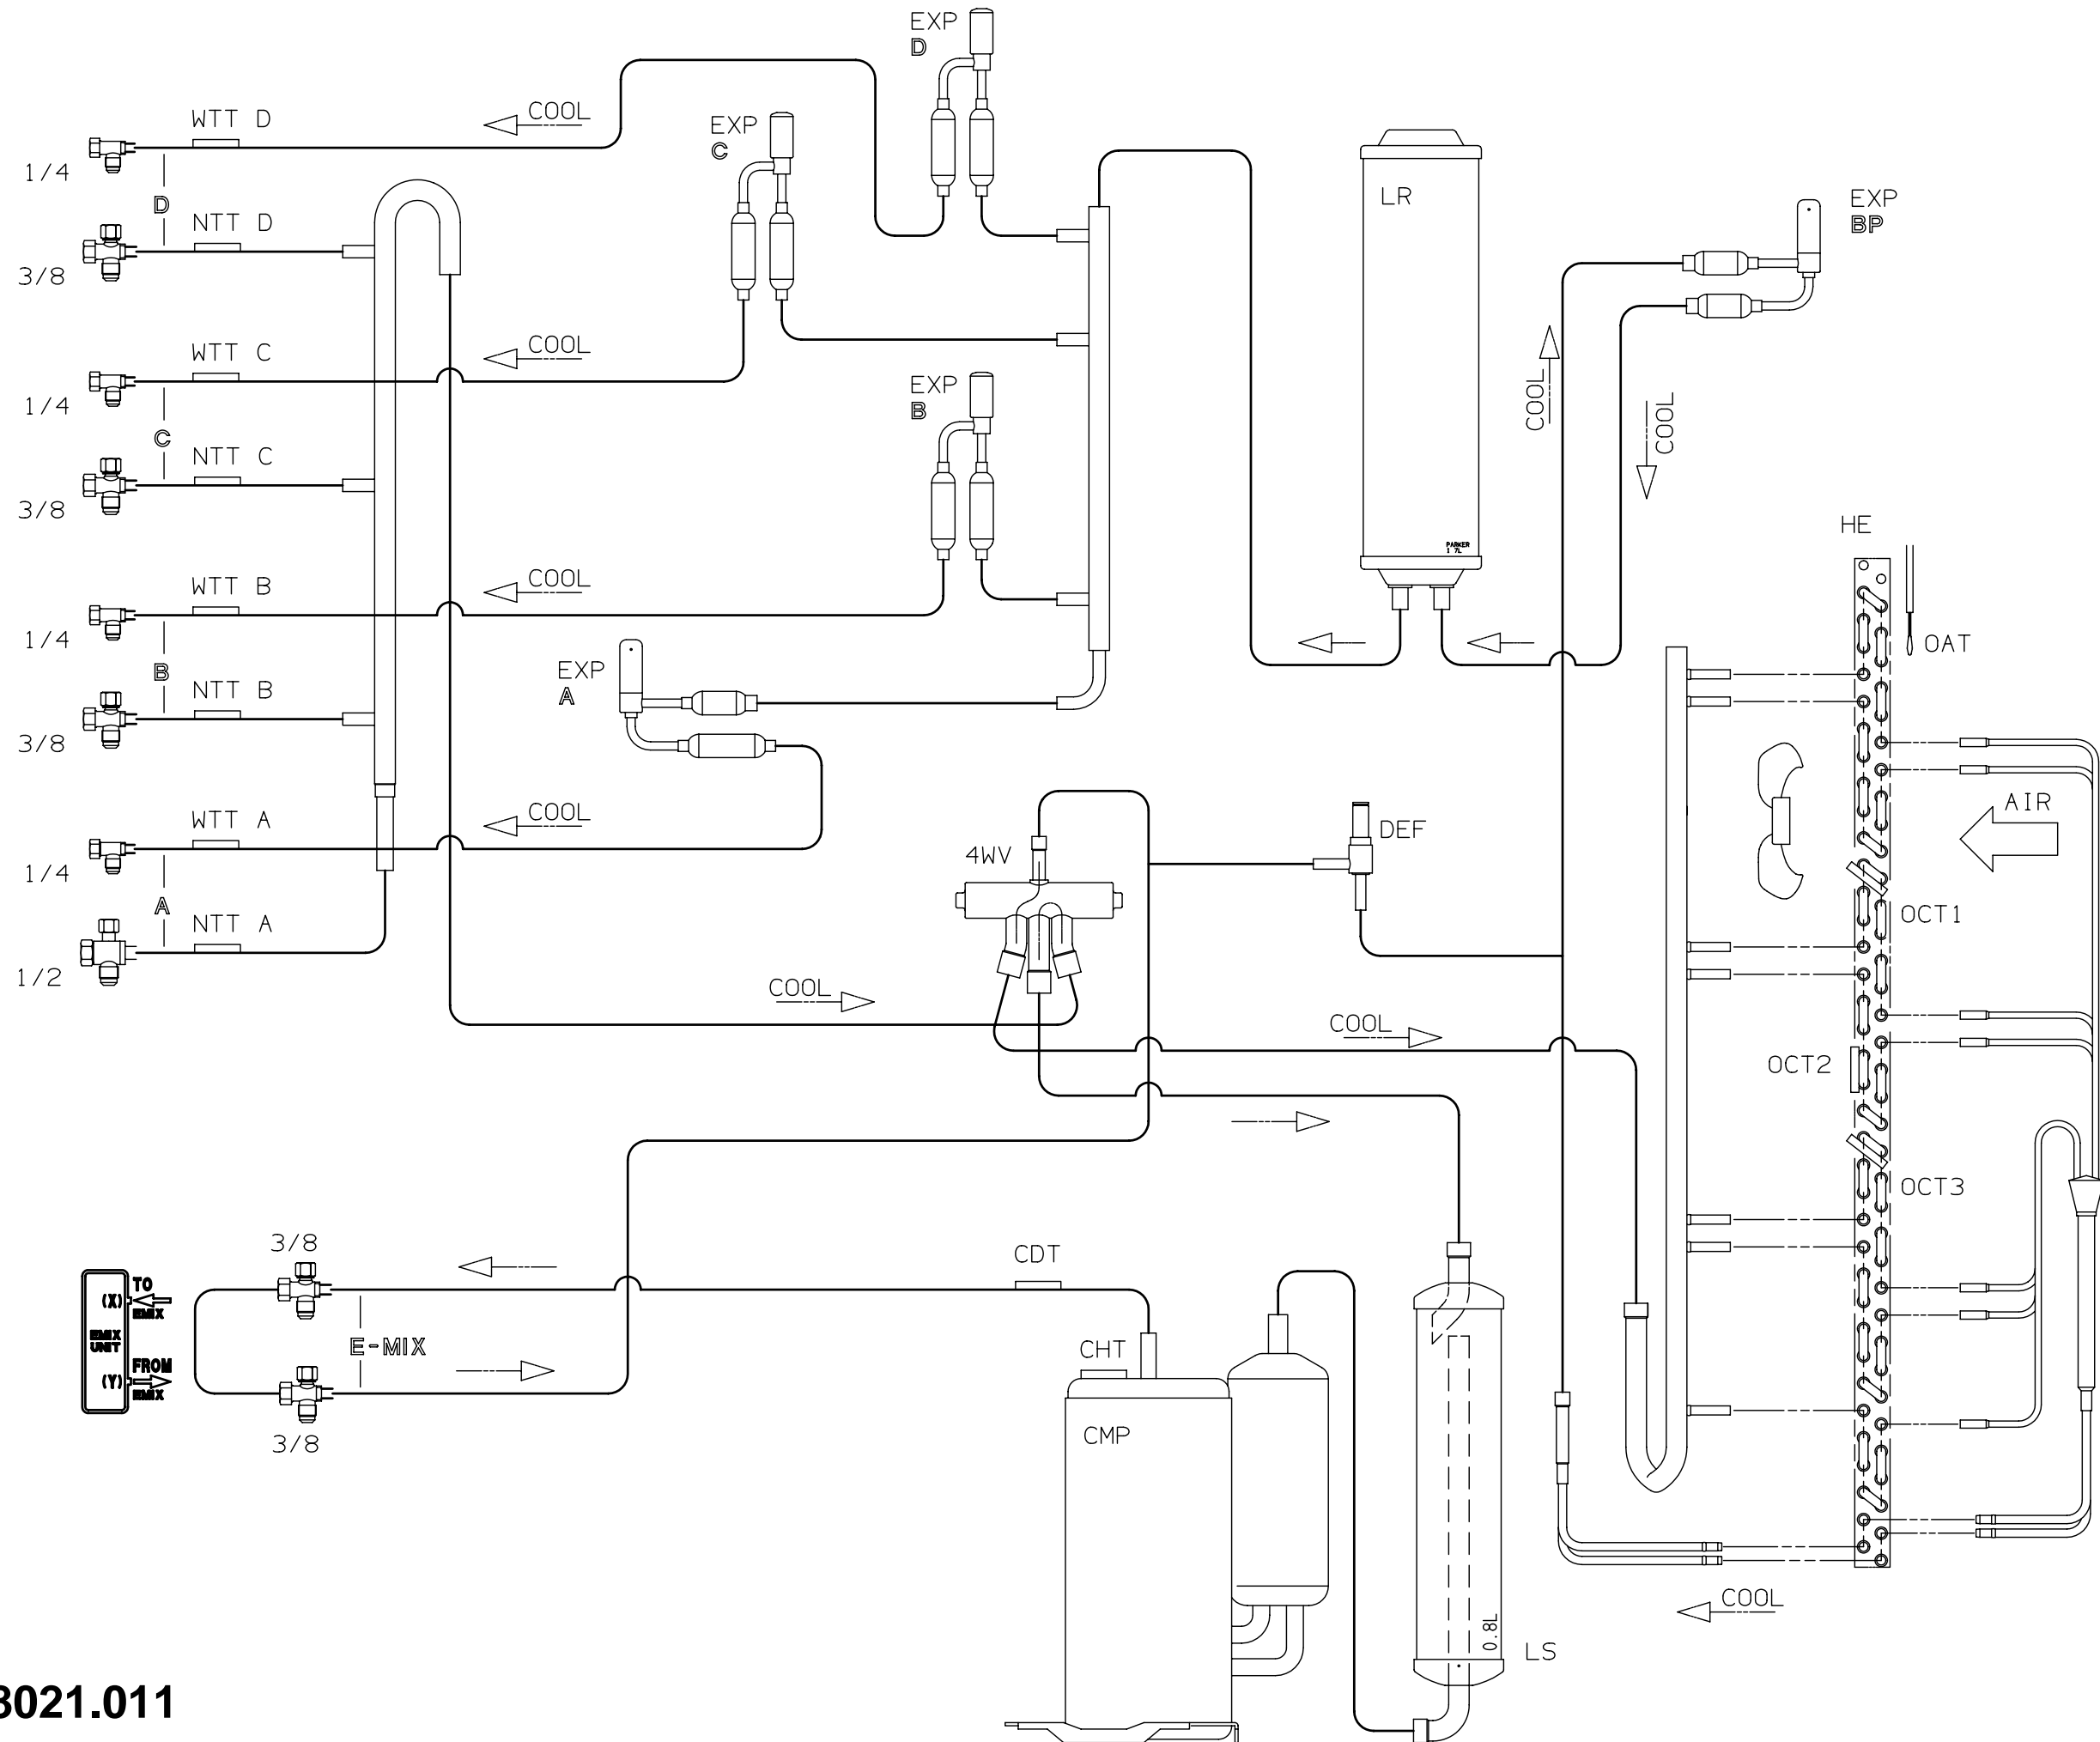 EXP
D
WTT D
COOL
EXP
C
1/4
D
LR
EXP
BP
NTT D
3/8
WTT C
COOL
EXP
B
COOL
COOL
1/4
C
NTT C
3/8
PARKER
1 7L
HE
WTT B
COOL
1/4
B
OAT
EXP
A
NTT B
3/8
WTT A
COOL
AIR
4WV
DEF
1/4
A
NTT A
OCT1
1/2
COOL
COOL
OCT2
OCT3
3/8
CDT
TO
(X)
EMIX
EMIX
UNIT
E-MIX
CHT
FROM
(Y)
EMIX
3/8
CMP
COOL
0.8L
LS
3021.011